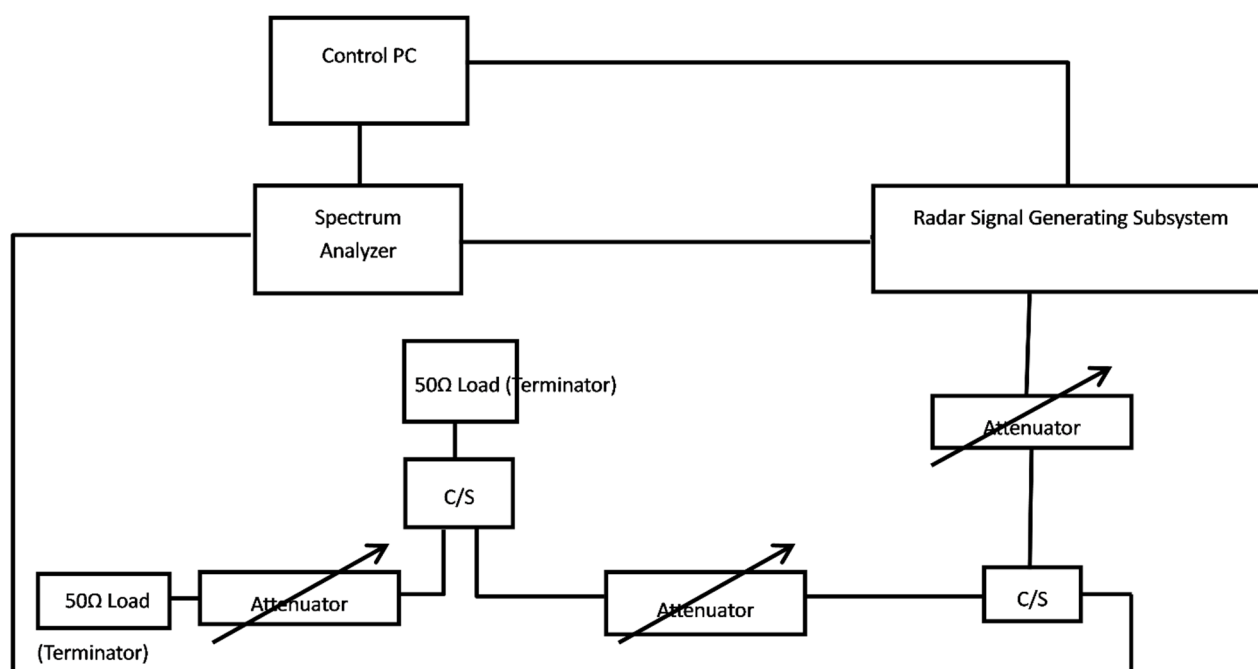 Control PC
Spectrum
Analyzer
Radar Signal Generating Subsystem
50Ω Load (Terminator)
Attenuator
C/S
50Ω Load
(Terminator)
Attenuator
Attenuator
C/S